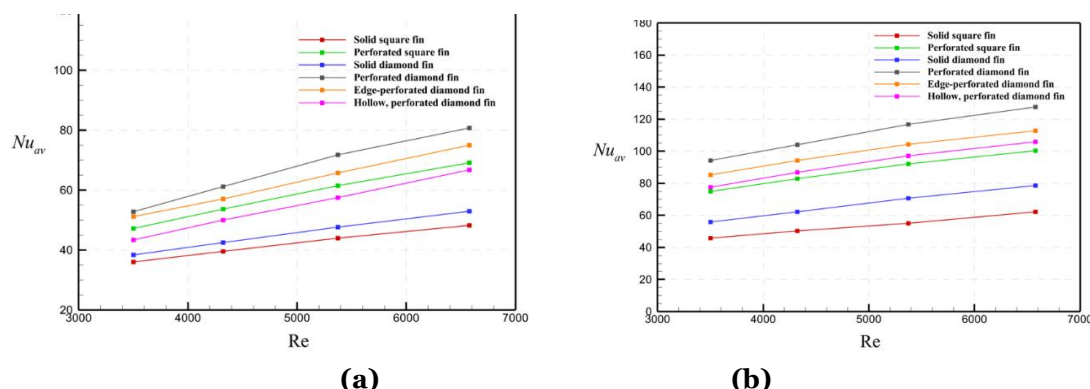 120
100
80
60
40
20
Nu_av
Solid square fin
Perforated square fin
Solid diamond fin
Perforated diamond fin
Edge-perforated diamond fin
Hollow, perforated diamond fin
3000 4000 5000 6000 7000
Re
(a)
180
160
140
120
100
80
60
40
20
0
Nu_av
Solid square fin
Perforated square fin
Solid diamond fin
Perforated diamond fin
Edge-perforated diamond fin
Hollow, perforated diamond fin
3000 4000 5000 6000 7000
Re
(b)